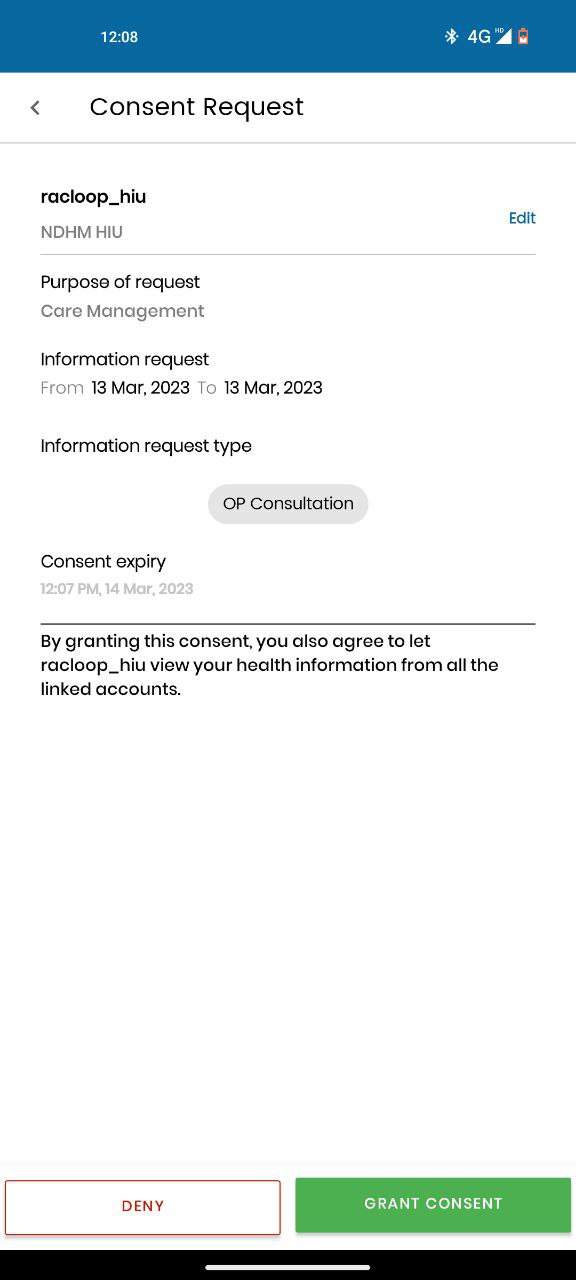 12:08
4G HD
Consent Request
racloop_hiu
Edit
NDHM HIU
Purpose of request
Care Management
Information request
From 13 Mar, 2023 To 13 Mar, 2023
Information request type
OP Consultation
Consent expiry
12:07 PM, 14 Mar, 2023
By granting this consent, you also agree to let
racloop_hiu view your health information from all the
linked accounts.
DENY
GRANT CONSENT